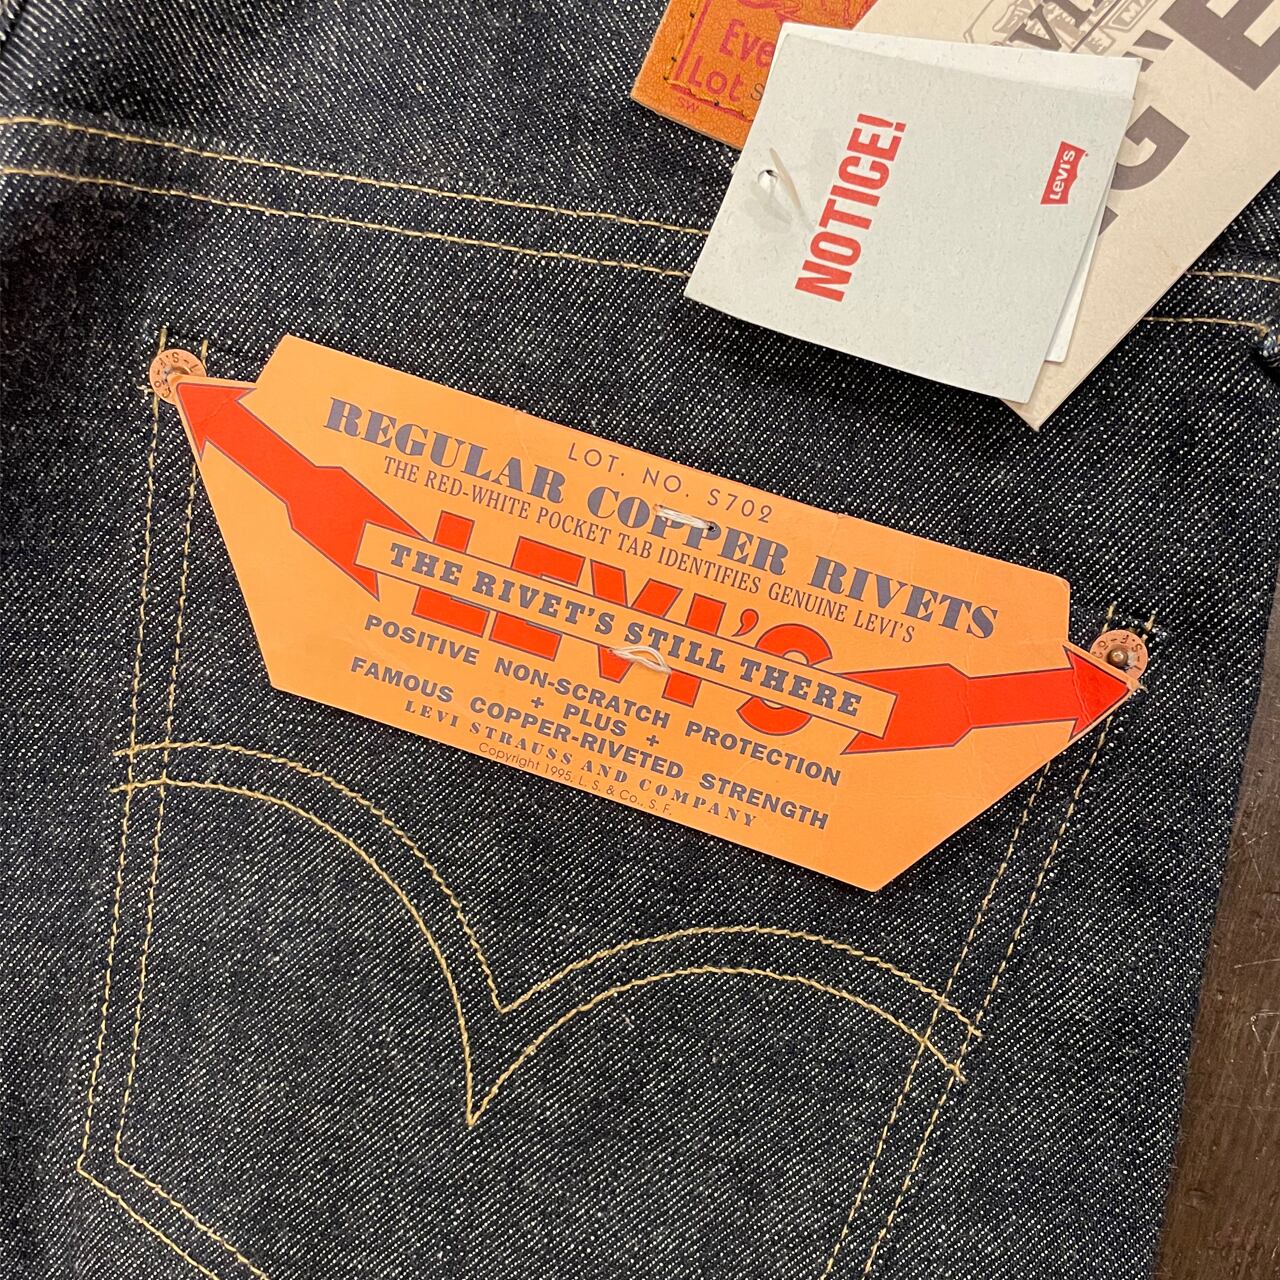 Eve
Lot S
SW
NOTICE!
Levi's
LOT. NO. S702
REGULAR COPPER RIVETS
THE RED-WHITE POCKET TAB IDENTIFIES GENUINE LEVI'S
LEVI'S
THE RIVET'S STILL THERE
POSITIVE NON-SCRATCH PROTECTION
+ PLUS +
FAMOUS COPPER-RIVETED STRENGTH
LEVI STRAUSS AND COMPANY
Copyright 1995, L. S. & Co., S. F.